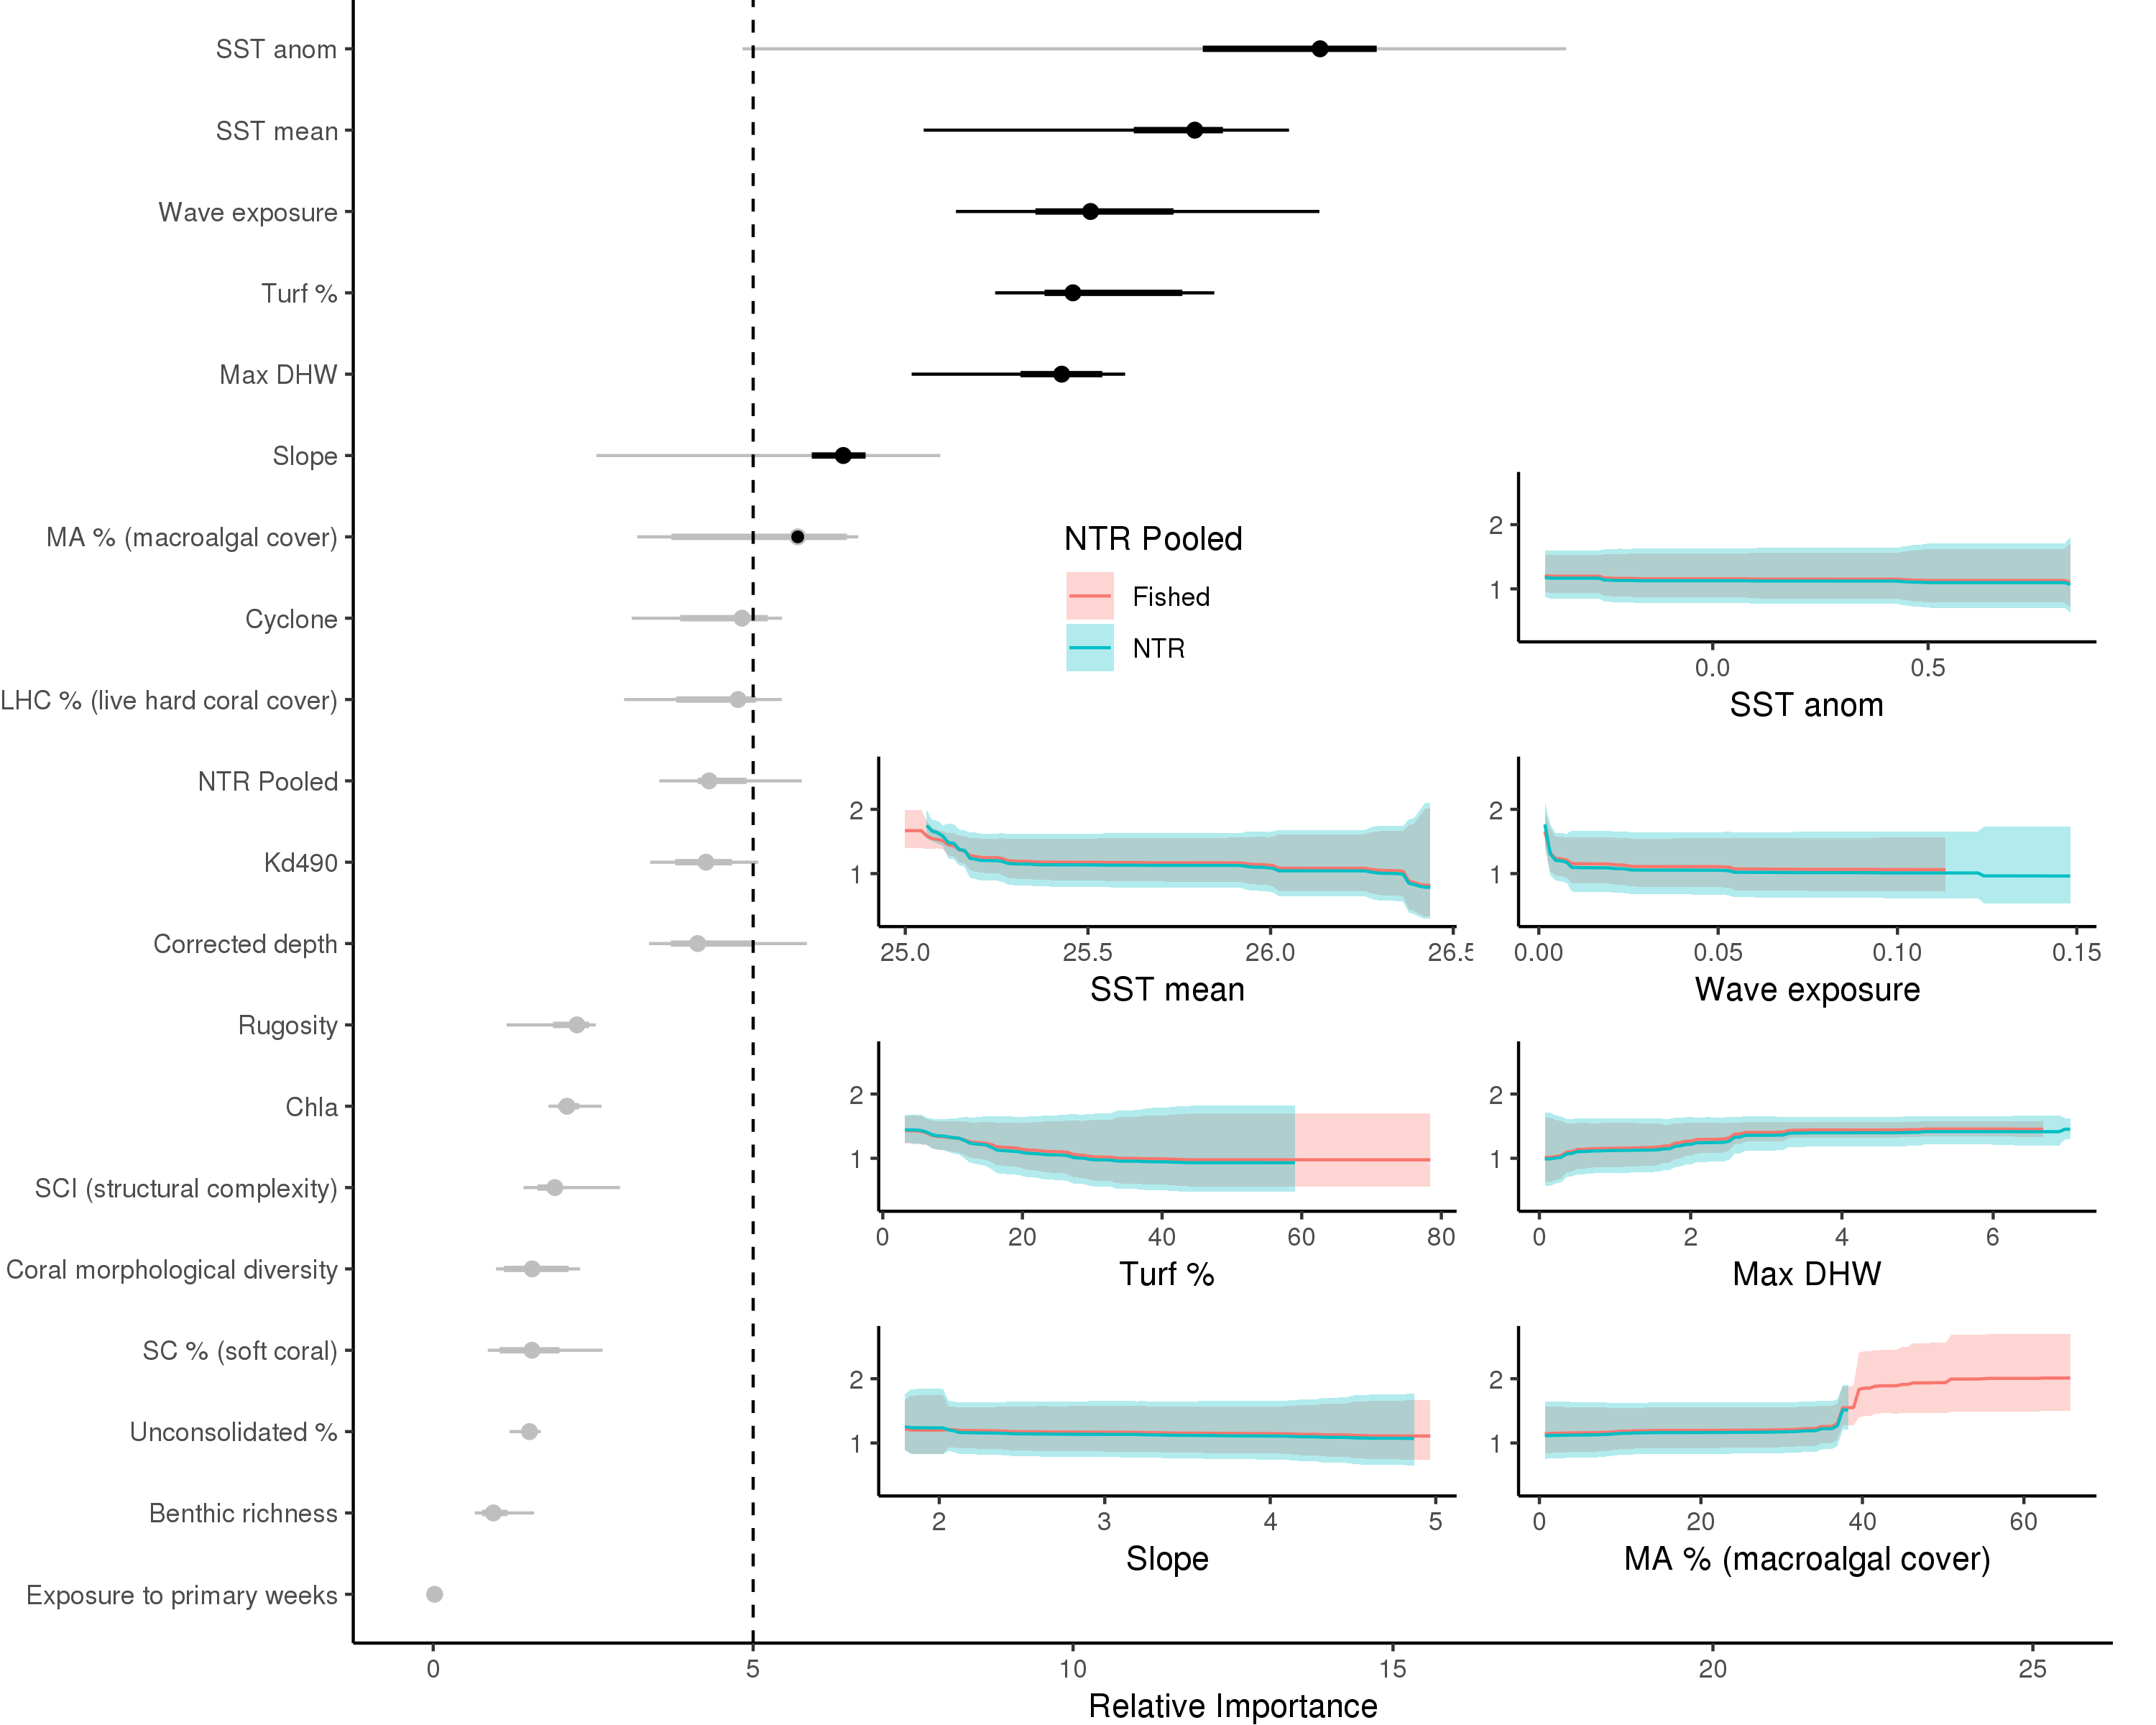 SST anom
SST mean
Wave exposure
Turf %
Max DHW
Slope
MA % (macroalgal cover)
Cyclone
LHC % (live hard coral cover)
NTR Pooled
Kd490
Corrected depth
Rugosity
Chla
SCI (structural complexity)
Coral morphological diversity
SC % (soft coral)
Unconsolidated %
Benthic richness
Exposure to primary weeks
0 5 10 15 20 25
Relative Importance
NTR Pooled
Fished
NTR
2
1
0.0 0.5
SST anom
2
1
25.0 25.5 26.0 26.5
SST mean
2
1
0.00 0.05 0.10 0.15
Wave exposure
2
1
0 20 40 60 80
Turf %
2
1
0 2 4 6
Max DHW
2
1
2 3 4 5
Slope
2
1
0 20 40 60
MA % (macroalgal cover)